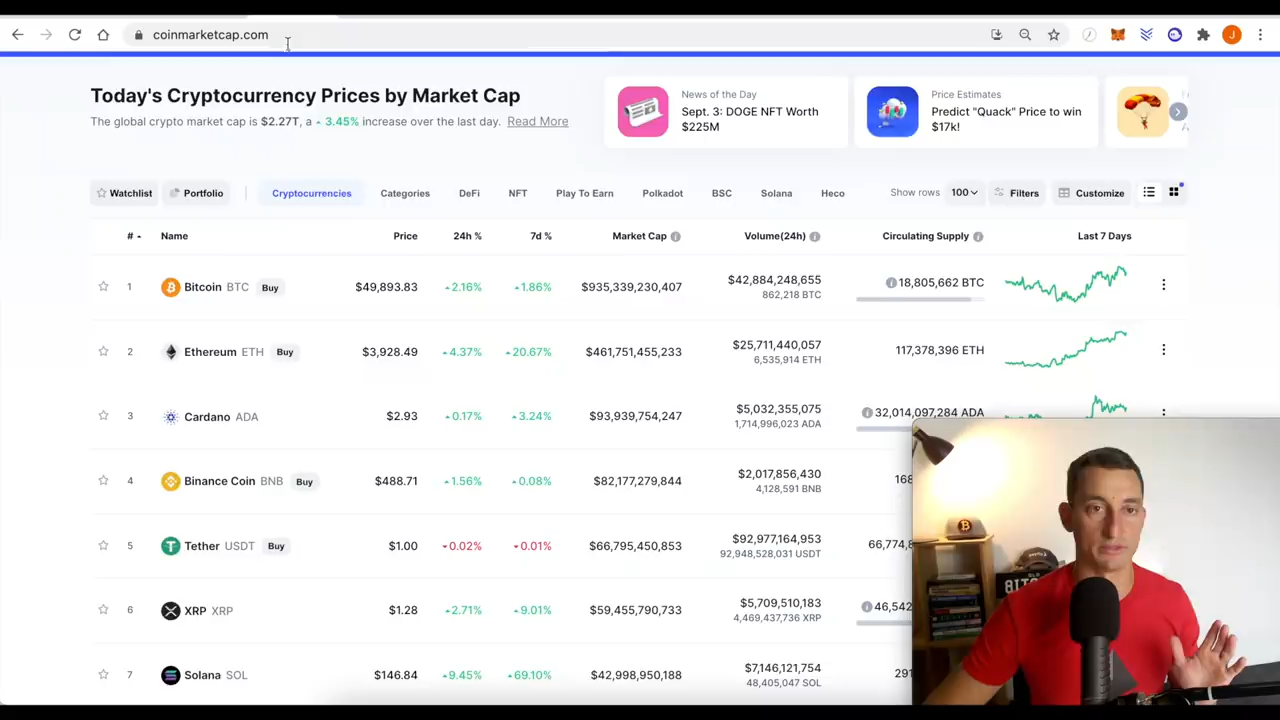 coinmarketcap.com
J
Today's Cryptocurrency Prices by Market Cap
The global crypto market cap is $2.27T, a 3.45% increase over the last day. Read More
News of the Day
Sept. 3: DOGE NFT Worth
$225M
Price Estimates
Predict "Quack" Price to win
$17k!
Watchlist Portfolio Cryptocurrencies Categories DeFi NFT Play To Earn Polkadot BSC Solana Heco Show rows 100 Filters Customize
# Name Price 24h % 7d % Market Cap Volume(24h) Circulating Supply Last 7 Days
1 Bitcoin BTC Buy $49,893.83 2.16% 1.86% $935,339,230,407 $42,884,248,655 18,805,662 BTC
862,218 BTC
2 Ethereum ETH Buy $3,928.49 4.37% 20.67% $461,751,455,233 $25,711,440,057 117,378,396 ETH
6,535,914 ETH
3 Cardano ADA $2.93 0.17% 3.24% $93,939,754,247 $5,032,355,075 32,014,097,284 ADA
1,714,996,023 ADA
4 Binance Coin BNB Buy $488.71 1.56% 0.08% $82,177,279,844 $2,017,856,430 168
4,128,591 BNB
5 Tether USDT Buy $1.00 0.02% 0.01% $66,795,450,853 $92,977,164,953 66,774,8
92,948,528,031 USDT
6 XRP XRP $1.28 2.71% 9.01% $59,455,790,733 $5,709,510,183 46,542
4,469,437,736 XRP
7 Solana SOL $146.84 9.45% 69.10% $42,998,950,188 $7,146,121,754 291
48,405,047 SOL